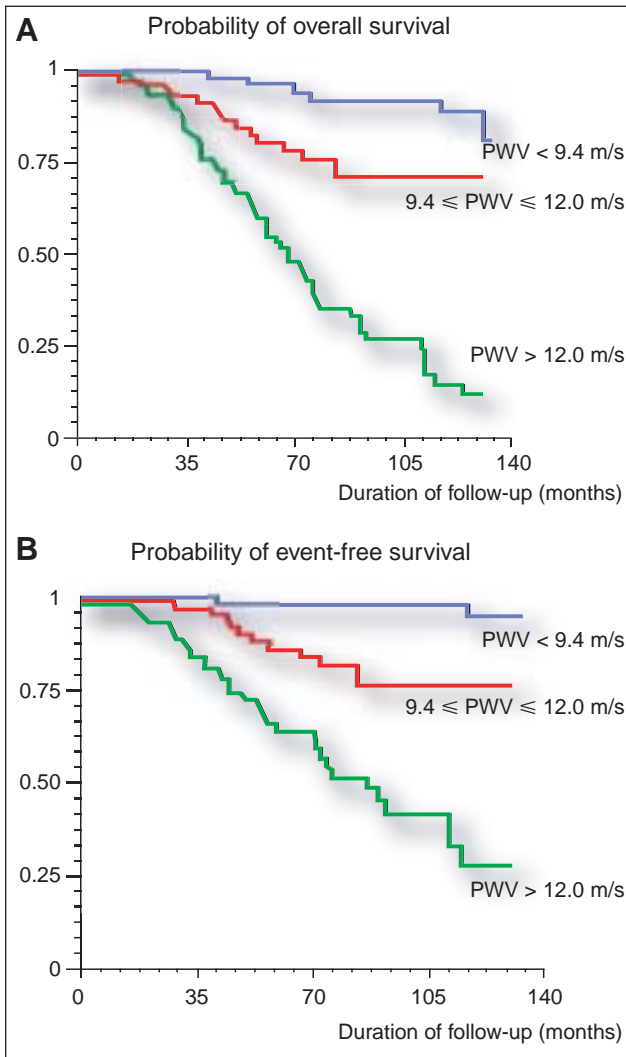 A
Probability of overall survival
1
0.75
0.50
0.25
0
PWV < 9.4 m/s
9.4 ⩽ PWV ⩽ 12.0 m/s
PWV > 12.0 m/s
0 35 70 105 140
Duration of follow-up (months)
B
Probability of event-free survival
1
0.75
0.50
0.25
0
PWV < 9.4 m/s
9.4 ⩽ PWV ⩽ 12.0 m/s
PWV > 12.0 m/s
0 35 70 105 140
Duration of follow-up (months)